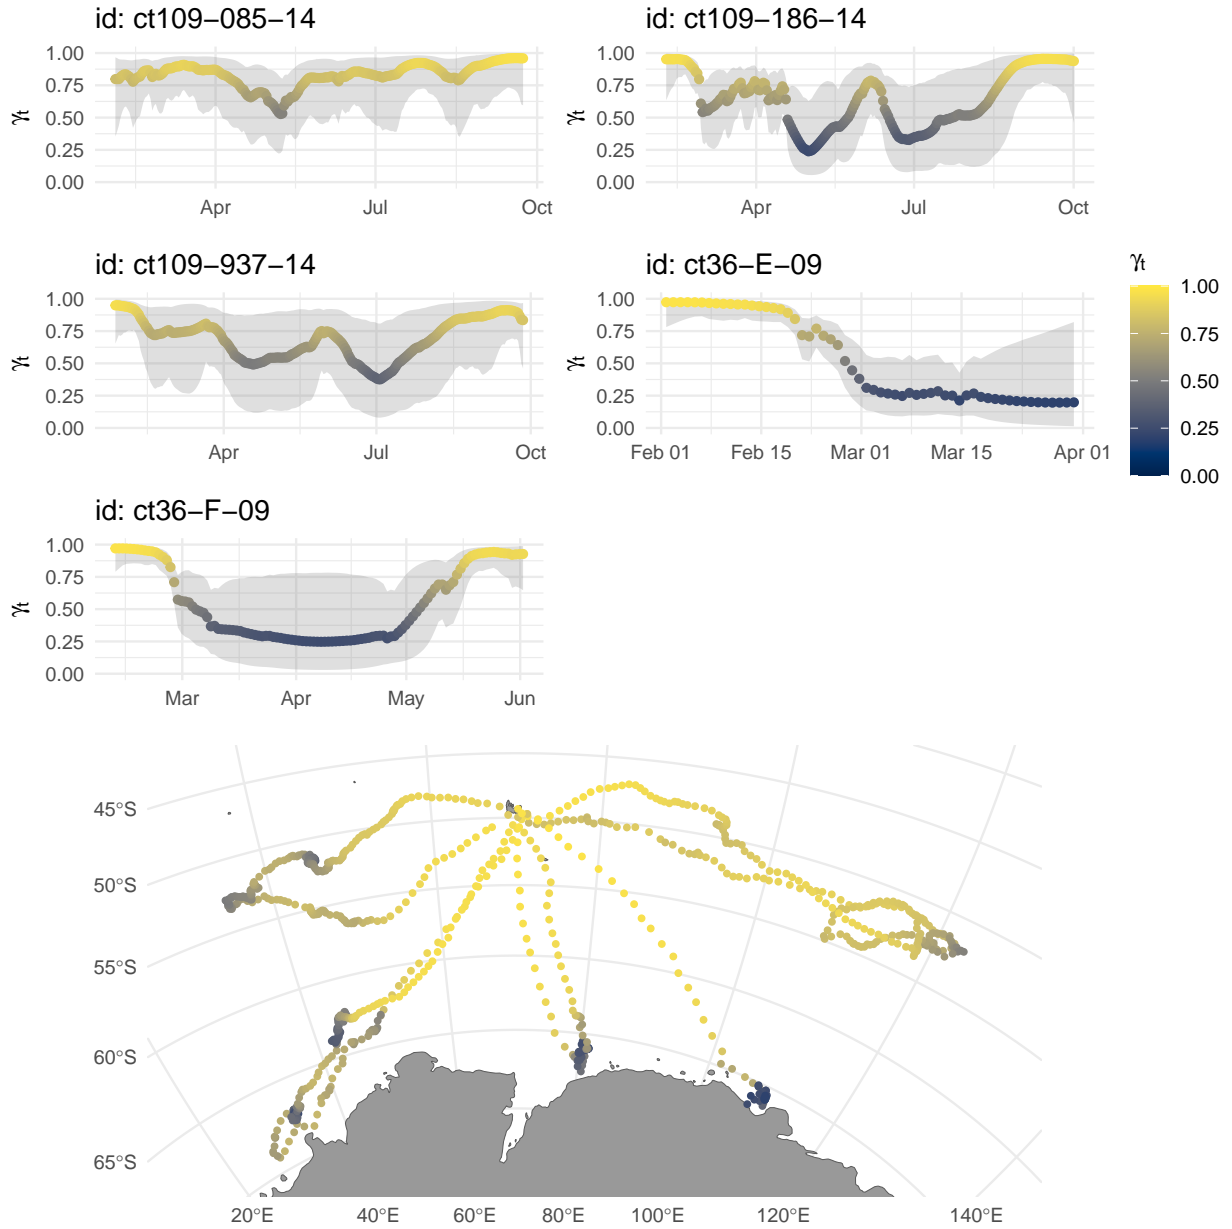 id: ct109−085−14
id: ct109−186−14
1.00
0.75
0.50
0.25
0.00
γt
Apr
Jul
Oct
1.00
0.75
0.50
0.25
0.00
γt
Apr
Jul
Oct
id: ct109−937−14
id: ct36−E−09
1.00
0.75
0.50
0.25
0.00
γt
Apr
Jul
Oct
1.00
0.75
0.50
0.25
0.00
γt
Feb 01
Feb 15
Mar 01
Mar 15
Apr 01
γt
1.00
0.75
0.50
0.25
0.00
id: ct36−F−09
1.00
0.75
0.50
0.25
0.00
γt
Mar
Apr
May
Jun
45°S
50°S
55°S
60°S
65°S
20°E
40°E
60°E
80°E
100°E
120°E
140°E